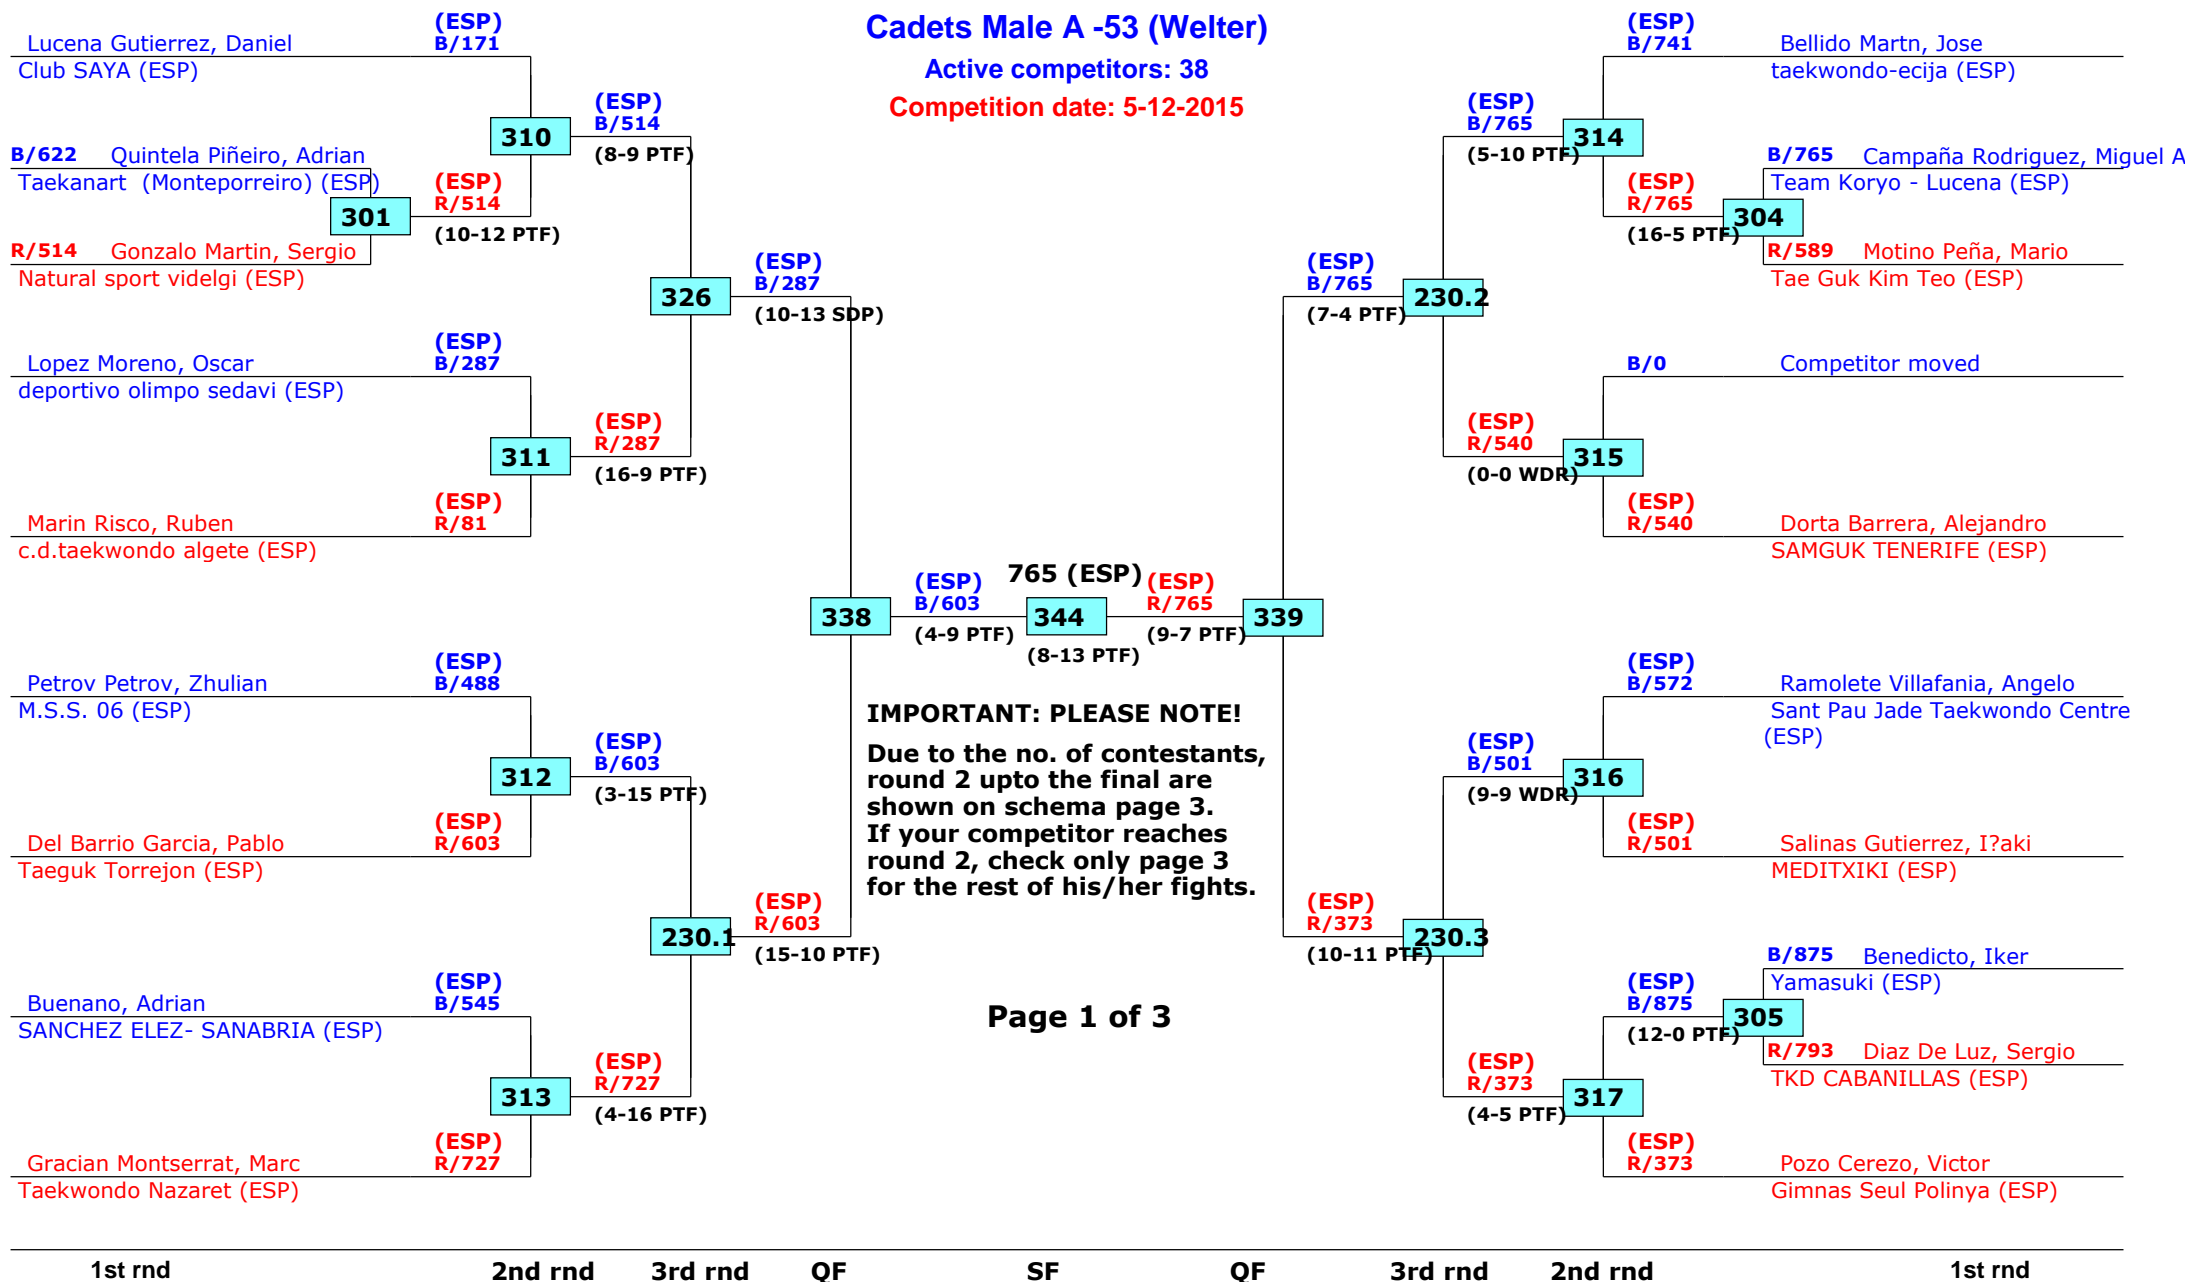 Cadets Male A -53 (Welter)
Active competitors: 38
Competition date: 5-12-2015
Lucena Gutierrez, Daniel
Club SAYA (ESP)
(ESP)
B/171
310
B/622 Quintela Piñeiro, Adrian
Taekanart (Monteporreiro) (ESP)
301
R/514 Gonzalo Martin, Sergio
Natural sport videlgi (ESP)
(ESP)
R/514
(10-12 PTF)
(ESP)
B/514
(8-9 PTF)
326
Lopez Moreno, Oscar
deportivo olimpo sedavi (ESP)
(ESP)
B/287
311
Marin Risco, Ruben
c.d.taekwondo algete (ESP)
(ESP)
R/81
(ESP)
R/287
(16-9 PTF)
(ESP)
B/287
(10-13 SDP)
338
Petrov Petrov, Zhulian
M.S.S. 06 (ESP)
(ESP)
B/488
312
Del Barrio Garcia, Pablo
Taeguk Torrejon (ESP)
(ESP)
R/603
(ESP)
B/603
(3-15 PTF)
230.1
Buenano, Adrian
SANCHEZ ELEZ- SANABRIA (ESP)
(ESP)
B/545
313
Gracian Montserrat, Marc
Taekwondo Nazaret (ESP)
(ESP)
R/727
(ESP)
R/727
(4-16 PTF)
(ESP)
R/603
(15-10 PTF)
(ESP)
B/603
(4-9 PTF)
765 (ESP)
344
(8-13 PTF)
(ESP)
R/765
(9-7 PTF)
339
IMPORTANT: PLEASE NOTE!
Due to the no. of contestants,
round 2 upto the final are
shown on schema page 3.
If your competitor reaches
round 2, check only page 3
for the rest of his/her fights.
Page 1 of 3
(ESP)
B/741
Bellido Martn, Jose
taekwondo-ecija (ESP)
314
(ESP)
B/765
(5-10 PTF)
B/765 Campaña Rodriguez, Miguel A
Team Koryo - Lucena (ESP)
304
(ESP)
R/765
(16-5 PTF)
R/589 Motino Peña, Mario
Tae Guk Kim Teo (ESP)
(ESP)
B/765
(7-4 PTF)
230.2
B/0
Competitor moved
315
(ESP)
R/540
(0-0 WDR)
(ESP)
R/540
Dorta Barrera, Alejandro
SAMGUK TENERIFE (ESP)
(ESP)
B/572
Ramolete Villafania, Angelo
Sant Pau Jade Taekwondo Centre
(ESP)
316
(ESP)
B/501
(9-9 WDR)
(ESP)
R/501
Salinas Gutierrez, I?aki
MEDITXIKI (ESP)
(ESP)
R/373
(10-11 PTF)
230.3
B/875 Benedicto, Iker
Yamasuki (ESP)
305
(ESP)
B/875
(12-0 PTF)
R/793 Diaz De Luz, Sergio
TKD CABANILLAS (ESP)
(ESP)
R/373
(4-5 PTF)
317
(ESP)
R/373
Pozo Cerezo, Victor
Gimnas Seul Polinya (ESP)
1st rnd 2nd rnd 3rd rnd QF SF QF 3rd rnd 2nd rnd 1st rnd